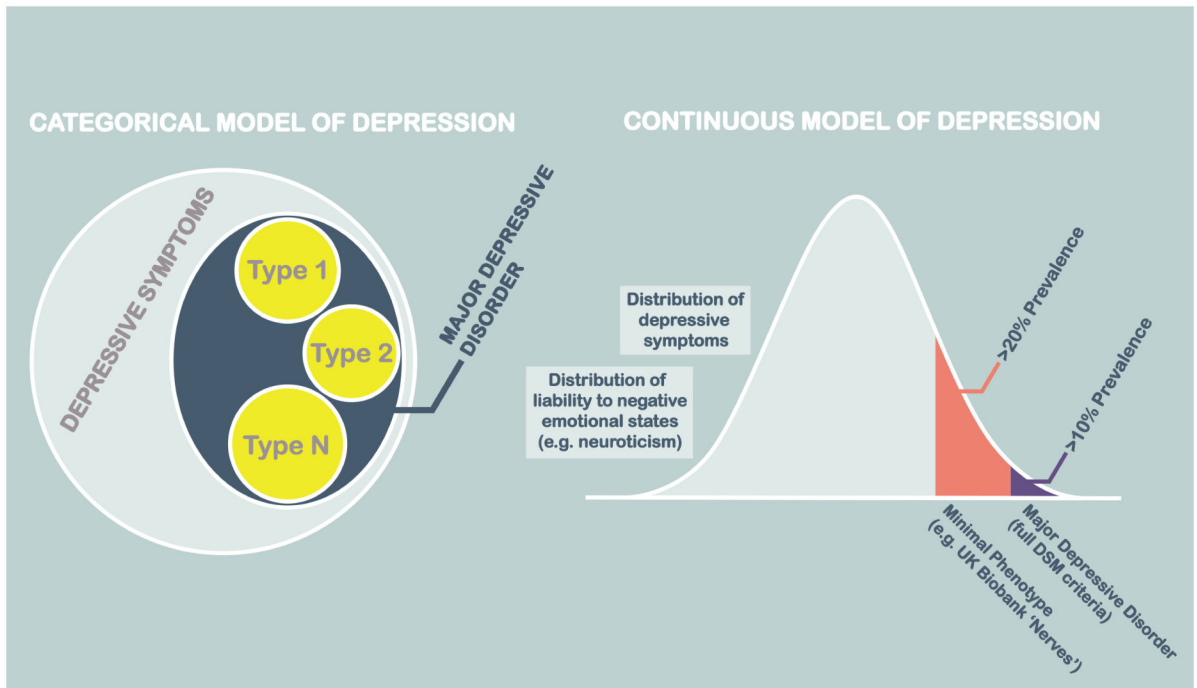 CATEGORICAL MODEL OF DEPRESSION
DEPRESSIVE SYMPTOMS
Type 1
Type 2
Type N
MAJOR DEPRESSIVE
DISORDER
CONTINUOUS MODEL OF DEPRESSION
Distribution of
depressive
symptoms
Distribution of
liability to negative
emotional states
(e.g. neuroticism)
>20% Prevalence
>10% Prevalence
Minimal Phenotype
(e.g. UK Biobank ‘Nerves’)
Major Depressive Disorder
(full DSM criteria)